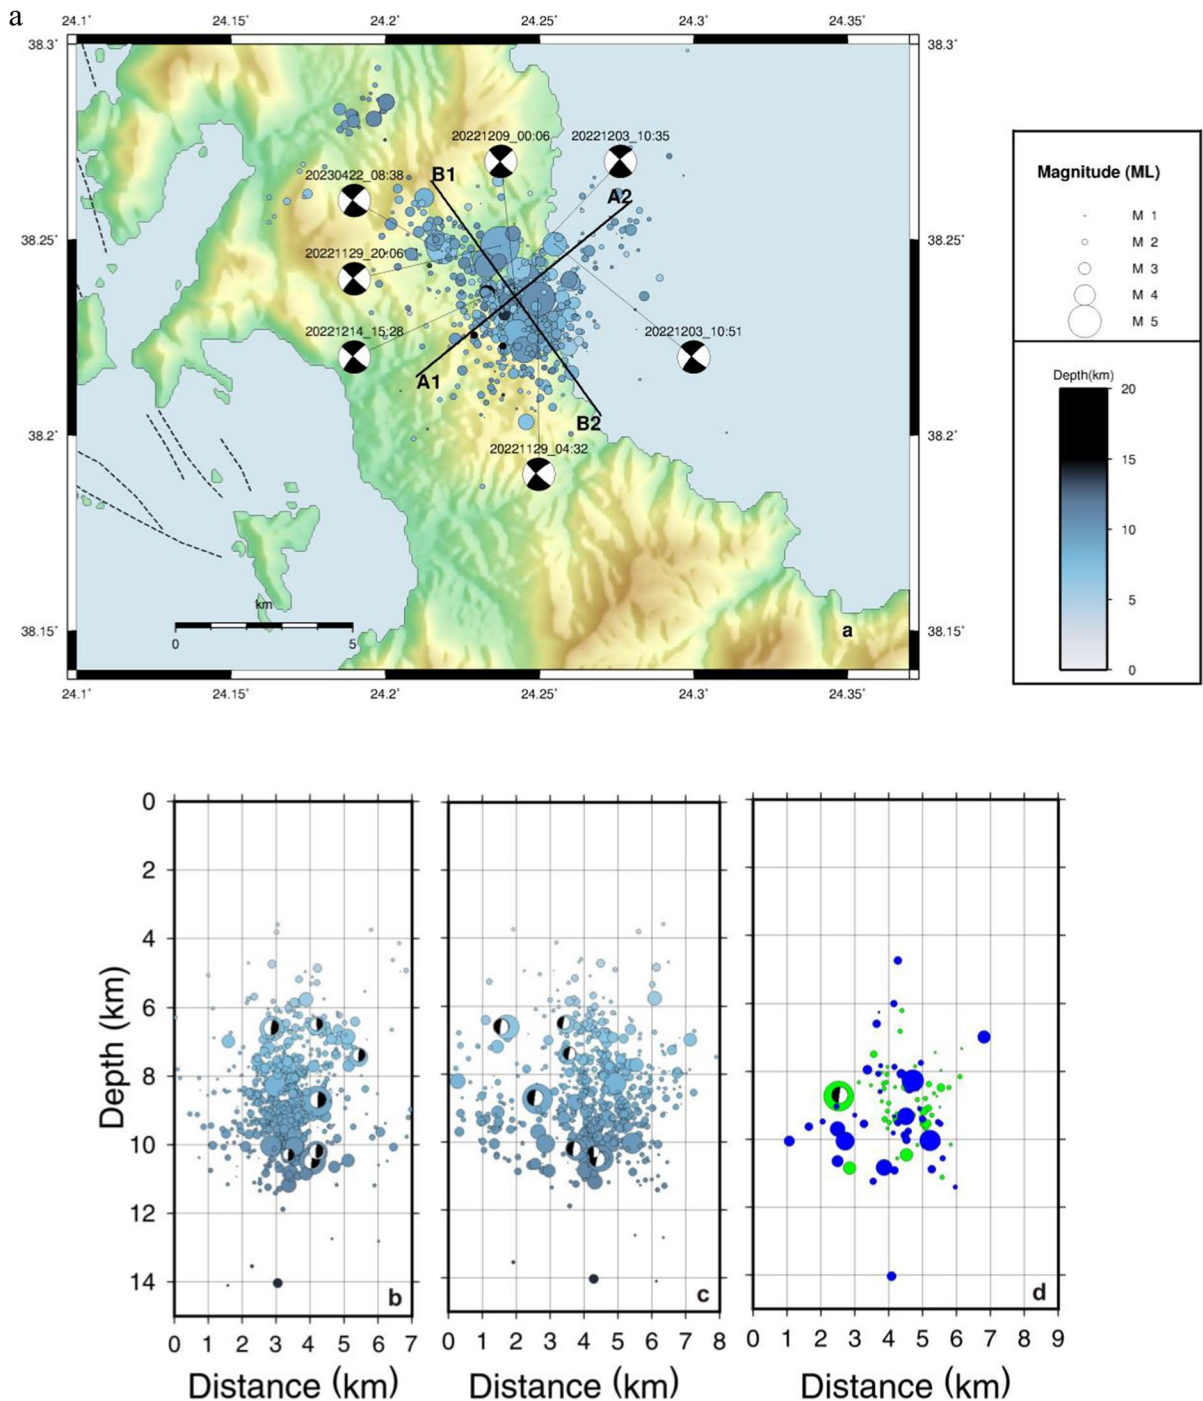 a
24.1° 24.15° 24.2° 24.25° 24.3° 24.35°
38.3° 38.3°
20221209_00:06 20221203_10:35
20230422_08:38 B1
A2
Magnitude (ML)
M 1
M 2
M 3
M 4
M 5
38.25° 38.25°
20221129_20:06
20221214_15:28 20221203_10:51
A1
B2
38.2° 38.2°
20221129_04:32
Depth(km)
20
15
10
5
0
km
0 5
38.15° a 38.15°
24.1° 24.15° 24.2° 24.25° 24.3° 24.35°
0
2
4
6
8
10
12
14
Depth (km)
b c d
0 1 2 3 4 5 6 7
0 1 2 3 4 5 6 7 8
0 1 2 3 4 5 6 7 8 9
Distance (km) Distance (km) Distance (km)